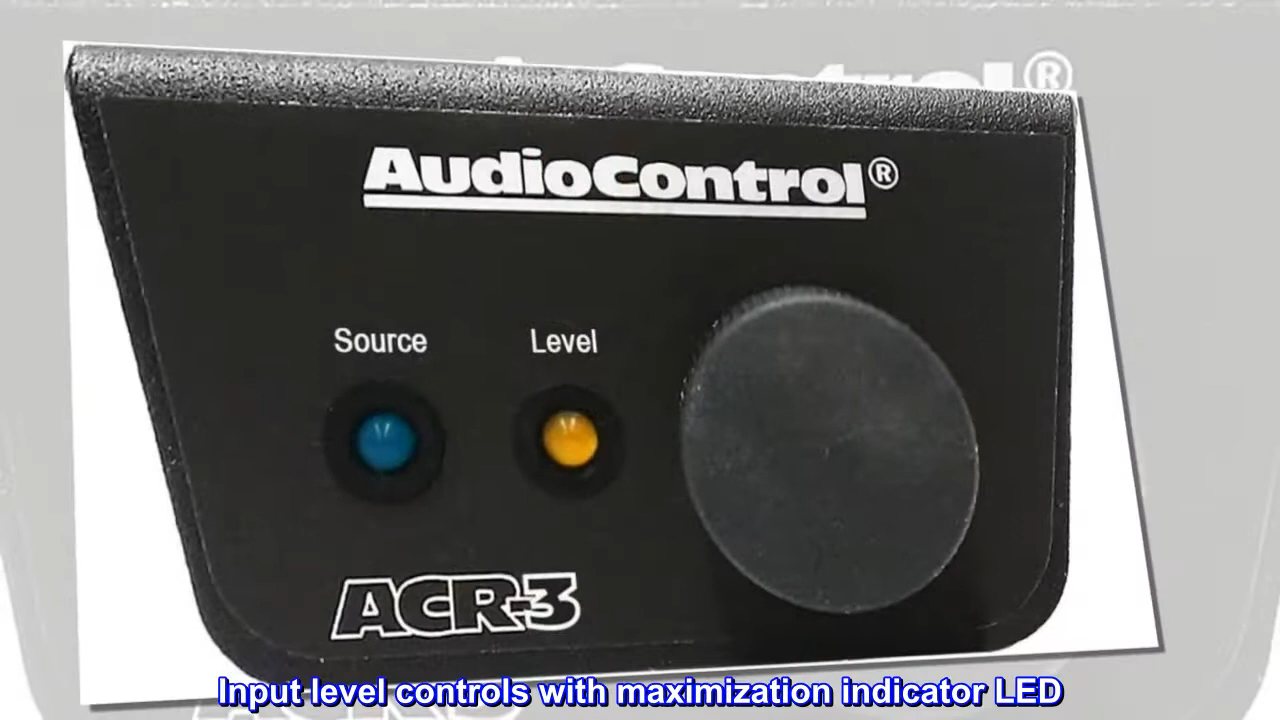 AudioControl®
Source Level
ACR-3
Input level controls with maximization indicator LED